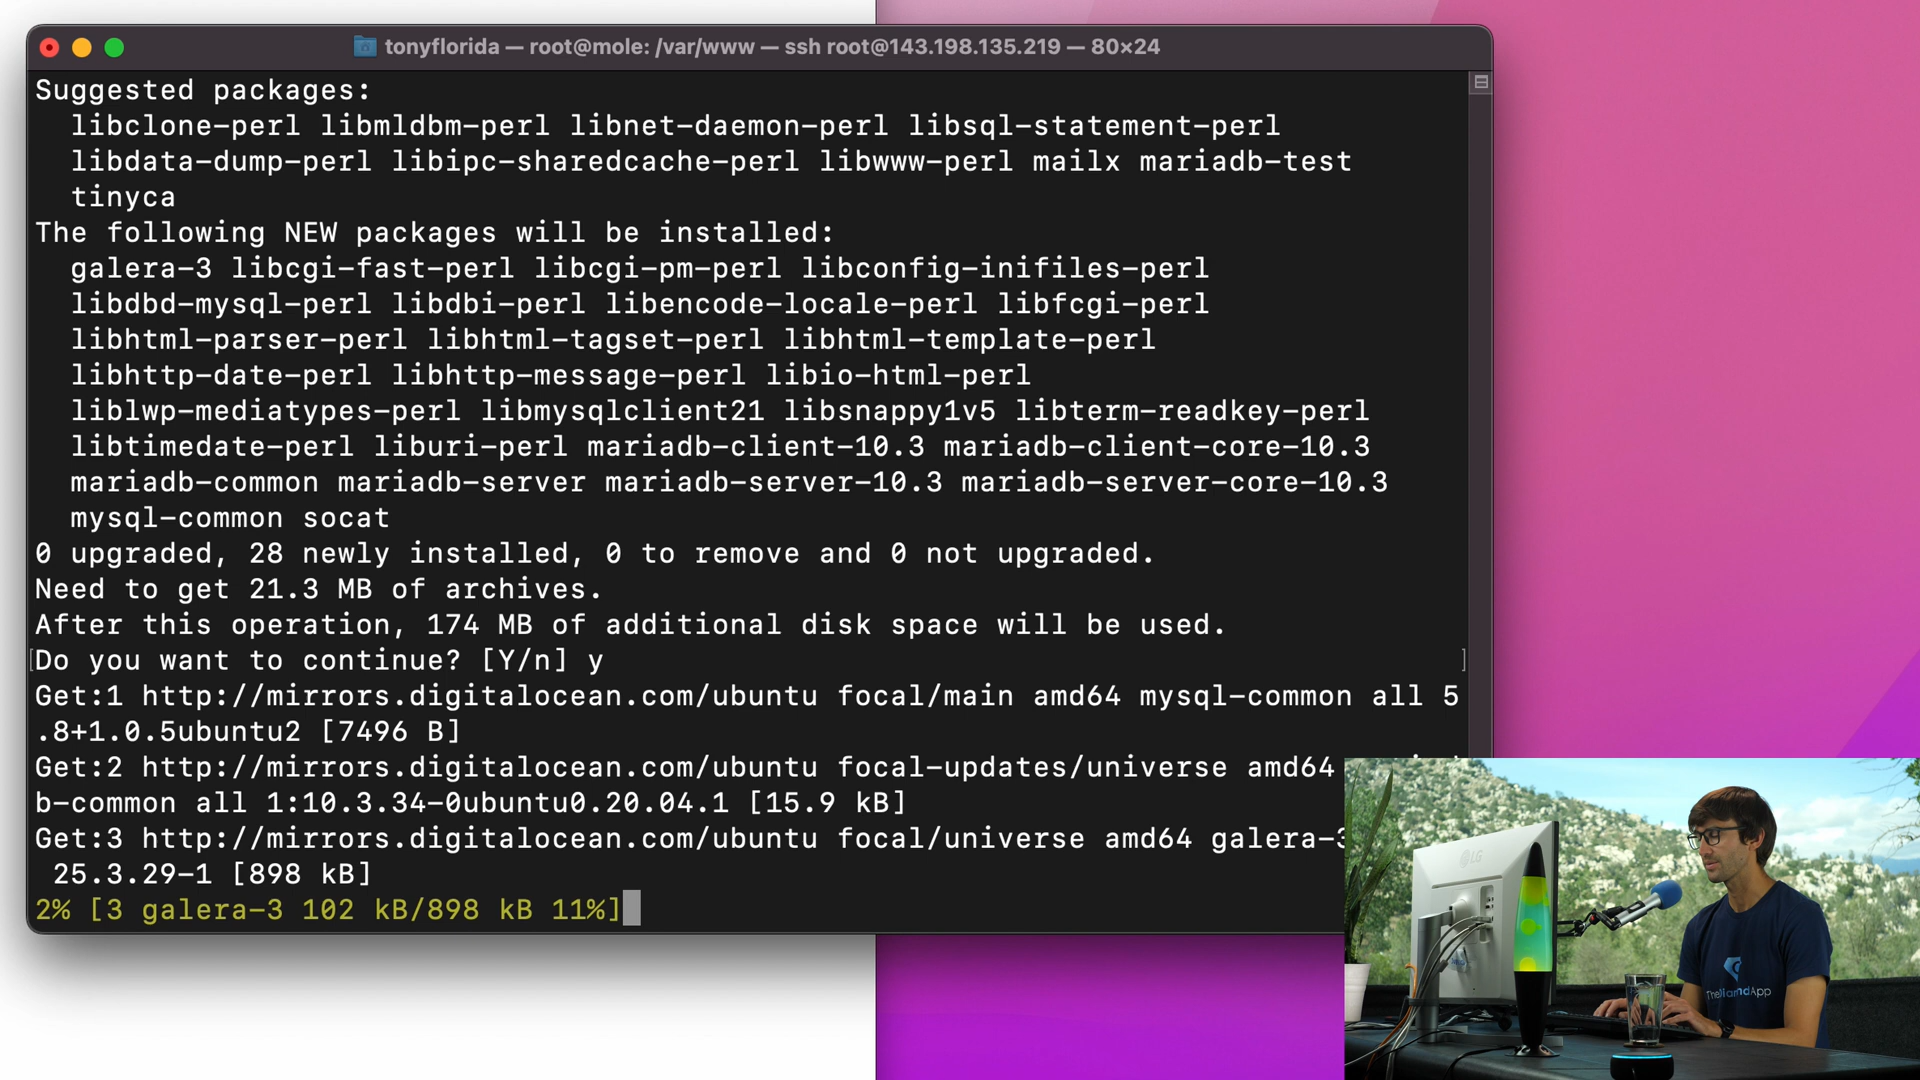 tonyflorida — root@mole: /var/www — ssh root@143.198.135.219 — 80×24
Suggested packages:
libclone-perl libmldbm-perl libnet-daemon-perl libsql-statement-perl
libdata-dump-perl libipc-sharedcache-perl libwww-perl mailx mariadb-test
tinyca
The following NEW packages will be installed:
galera-3 libcgi-fast-perl libcgi-pm-perl libconfig-inifiles-perl
libdbd-mysql-perl libdbi-perl libencode-locale-perl libfcgi-perl
libhtml-parser-perl libhtml-tagset-perl libhtml-template-perl
libhttp-date-perl libhttp-message-perl libio-html-perl
liblwp-mediatypes-perl libmysqlclient21 libsnappy1v5 libterm-readkey-perl
libtimedate-perl liburi-perl mariadb-client-10.3 mariadb-client-core-10.3
mariadb-common mariadb-server mariadb-server-10.3 mariadb-server-core-10.3
mysql-common socat
0 upgraded, 28 newly installed, 0 to remove and 0 not upgraded.
Need to get 21.3 MB of archives.
After this operation, 174 MB of additional disk space will be used.
[Do you want to continue? [Y/n] y ]
Get:1 http://mirrors.digitalocean.com/ubuntu focal/main amd64 mysql-common all 5
.8+1.0.5ubuntu2 [7496 B]
Get:2 http://mirrors.digitalocean.com/ubuntu focal-updates/universe amd64
b-common all 1:10.3.34-0ubuntu0.20.04.1 [15.9 kB]
Get:3 http://mirrors.digitalocean.com/ubuntu focal/universe amd64 galera-3
25.3.29-1 [898 kB]
2% [3 galera-3 102 kB/898 kB 11%]
LG